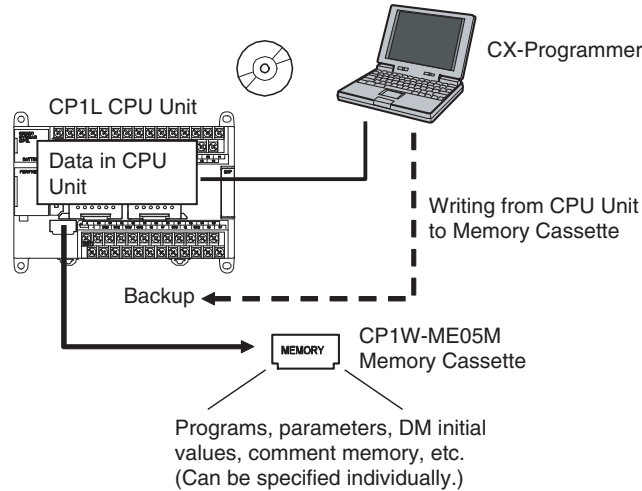 CX-Programmer
CP1L CPU Unit
Data in CPU
Unit
Writing from CPU Unit
to Memory Cassette
Backup
MEMORY
CP1W-ME05M
Memory Cassette
Programs, parameters, DM initial
values, comment memory, etc.
(Can be specified individually.)